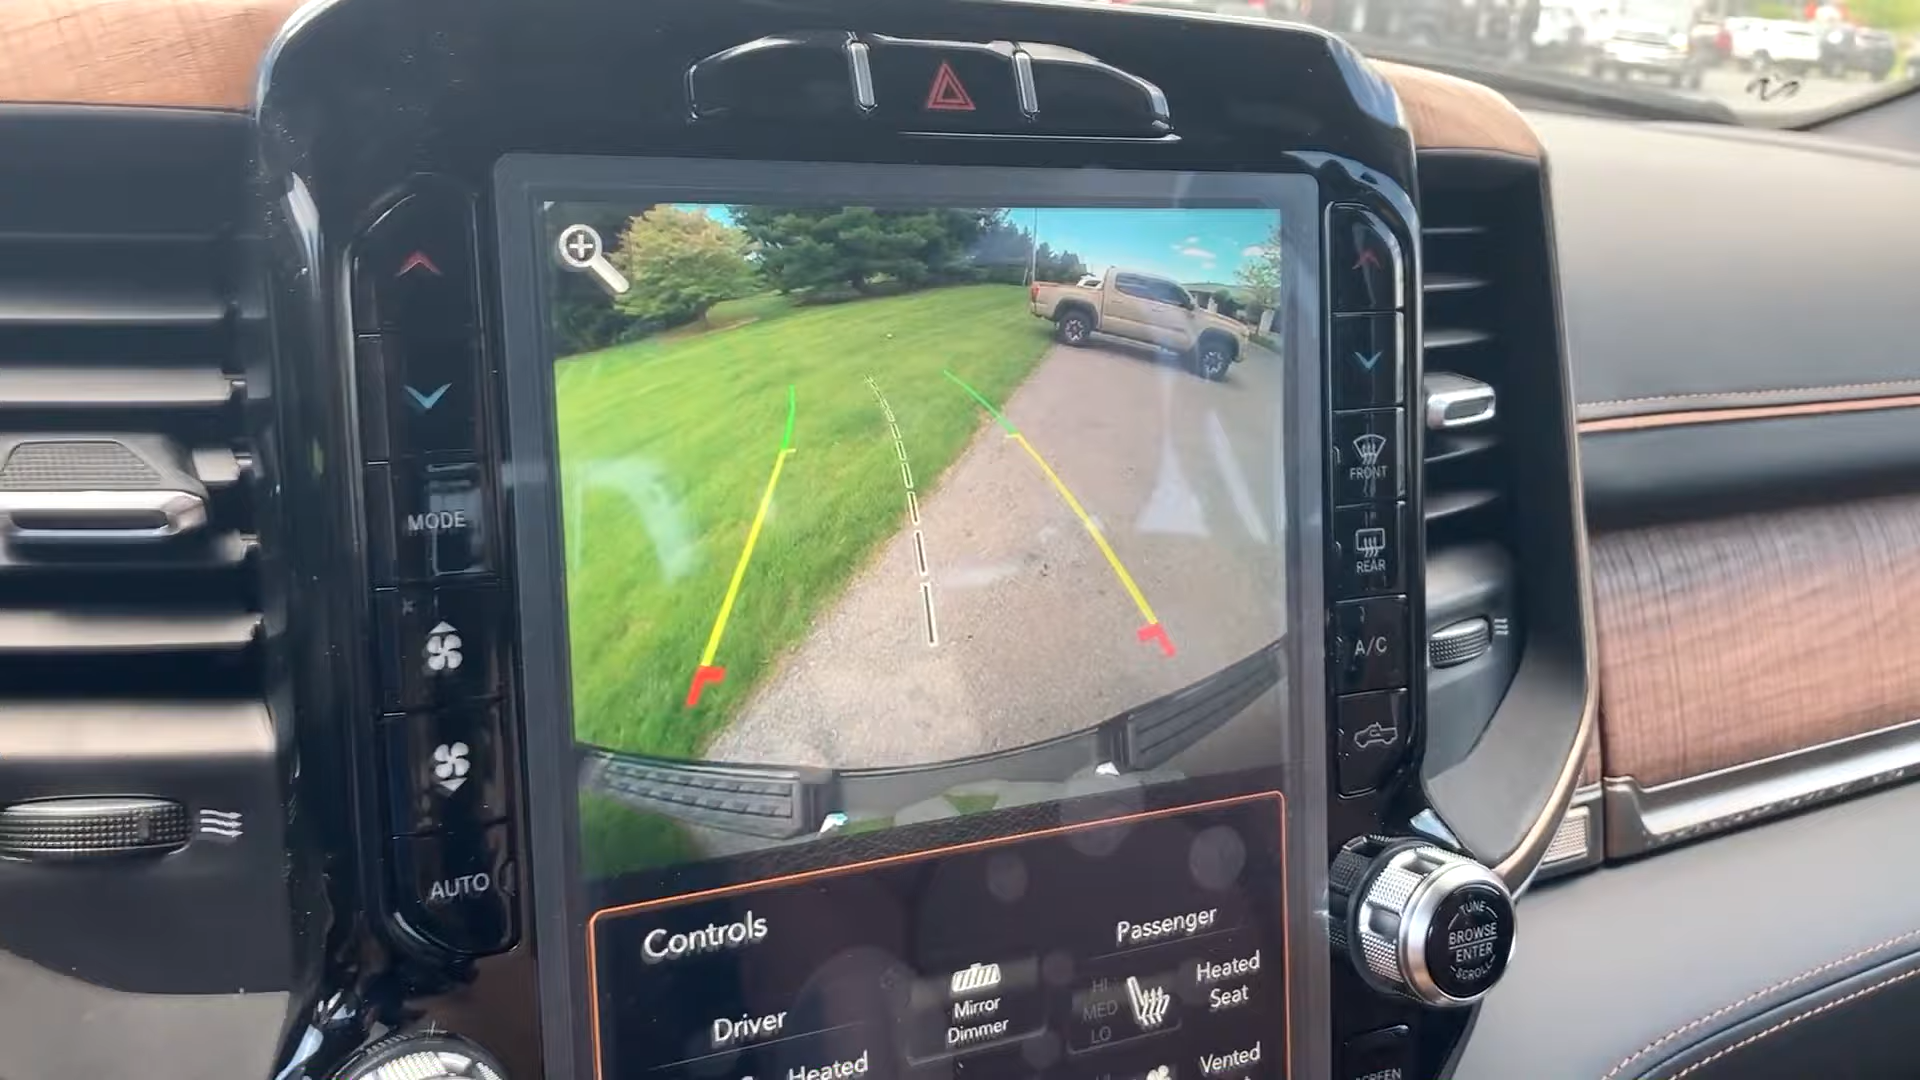 MODE
AUTO
FRONT
REAR
A/C
TUNE
BROWSE
ENTER
SCROLL
Controls
Passenger
Driver
Mirror
Dimmer
HI
MED
LO
Heated
Seat
Heated
Vented